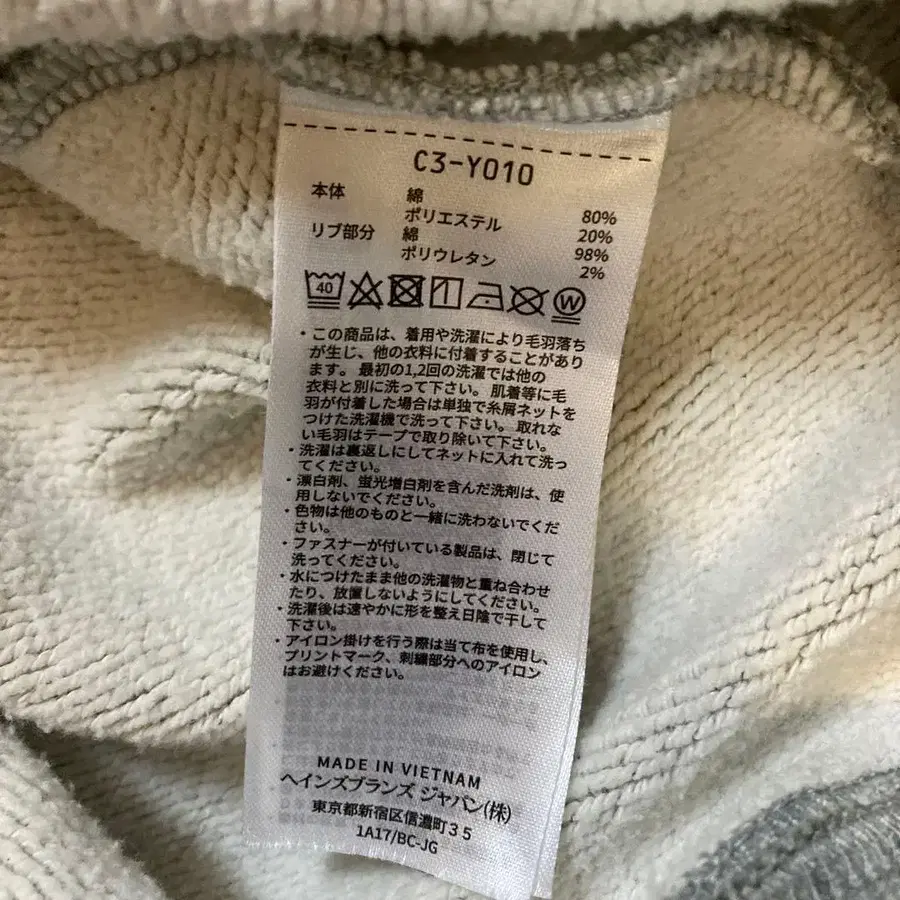 C3-Y010
本体 綿 80%
ポリエステル 20%
リブ部分 綿 98%
ポリウレタン 2%
40 W
・この商品は、着用や洗濯により毛羽落ち
が生じ、他の衣料に付着することがあり
ます。最初の1,2回の洗濯では他の
衣料と別に洗って下さい。肌着等に毛
羽が付着した場合は単独で糸屑ネットを
つけた洗濯機で洗って下さい。取れな
い毛羽はテープで取り除いて下さい。
・洗濯は裏返しにしてネットに入れて洗っ
てください。
・漂白剤、蛍光増白剤を含んだ洗剤は、使
用しないでください。
・色物は他のものと一緒に洗わないでくだ
さい。
・ファスナーが付いている製品は、閉じて
洗ってください。
・水につけたまま他の洗濯物と重ね合わせ
たり、放置しないようにしてください。
・洗濯後は速やかに形を整え日陰で干して
下さい。
・アイロン掛けを行う際は当て布を使用し、
プリントマーク、刺繍部分へのアイロン
はお避けください。
MADE IN VIETNAM
ヘインズブランズ ジャパン(株)
東京都新宿区信濃町35
1A17/BC-JG